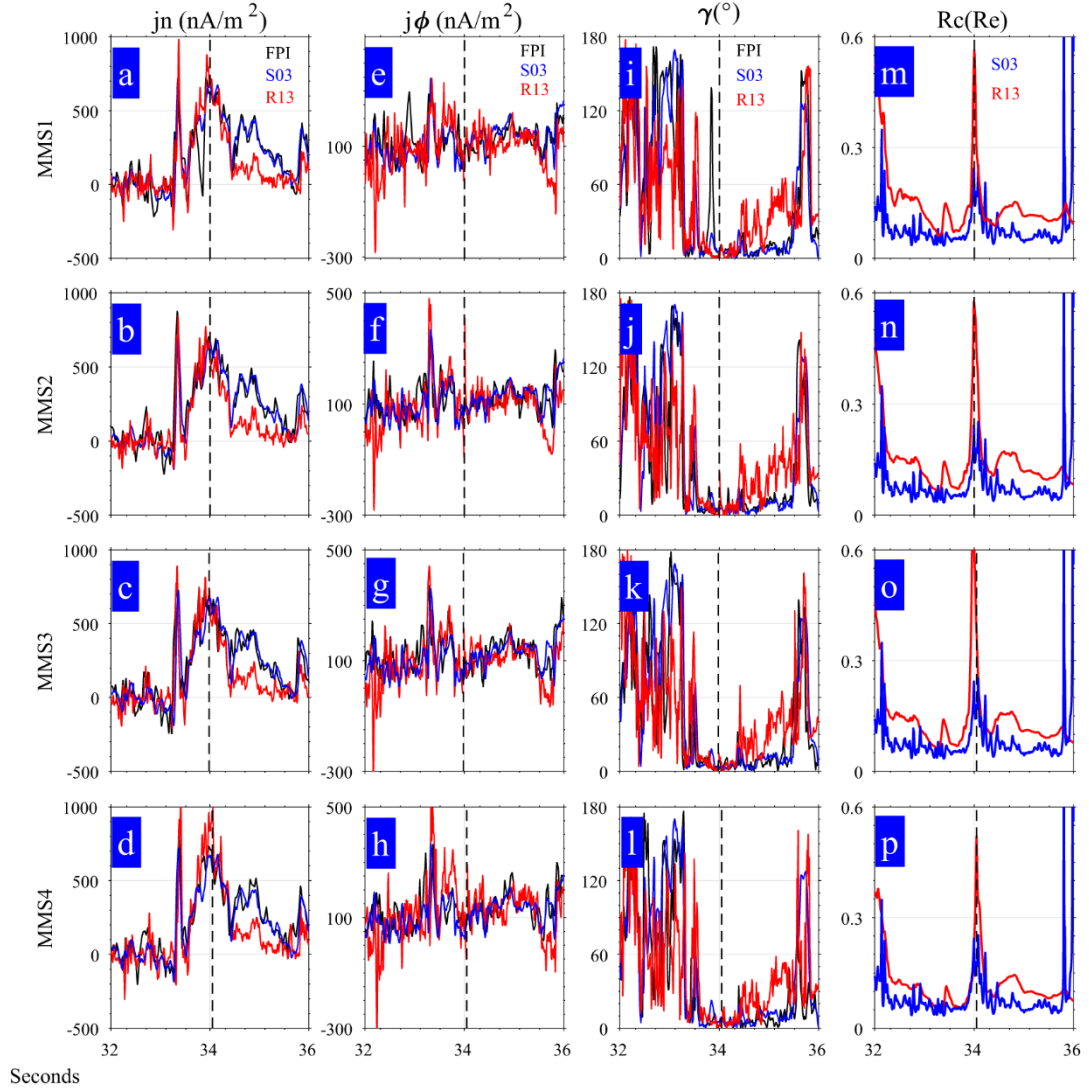 jn (nA/m²) jϕ (nA/m²) γ(°) Rc(Re)
MMS1
1000
500
0
-500
a
FPI
S03
R13
100
-300
e
FPI
S03
R13
180
120
60
0
i
FPI
S03
R13
0.6
0.3
0
m
S03
R13
MMS2
1000
500
0
-500
b
500
100
-300
f
180
120
60
0
j
0.6
0.3
0
n
MMS3
1000
500
0
-500
c
500
100
-300
g
180
120
60
0
k
0.6
0.3
0
o
MMS4
1000
500
0
-500
d
500
100
-300
h
180
120
60
0
l
0.6
0.3
0
p
32 34 36 32 34 36 32 34 36 32 34 36
Seconds